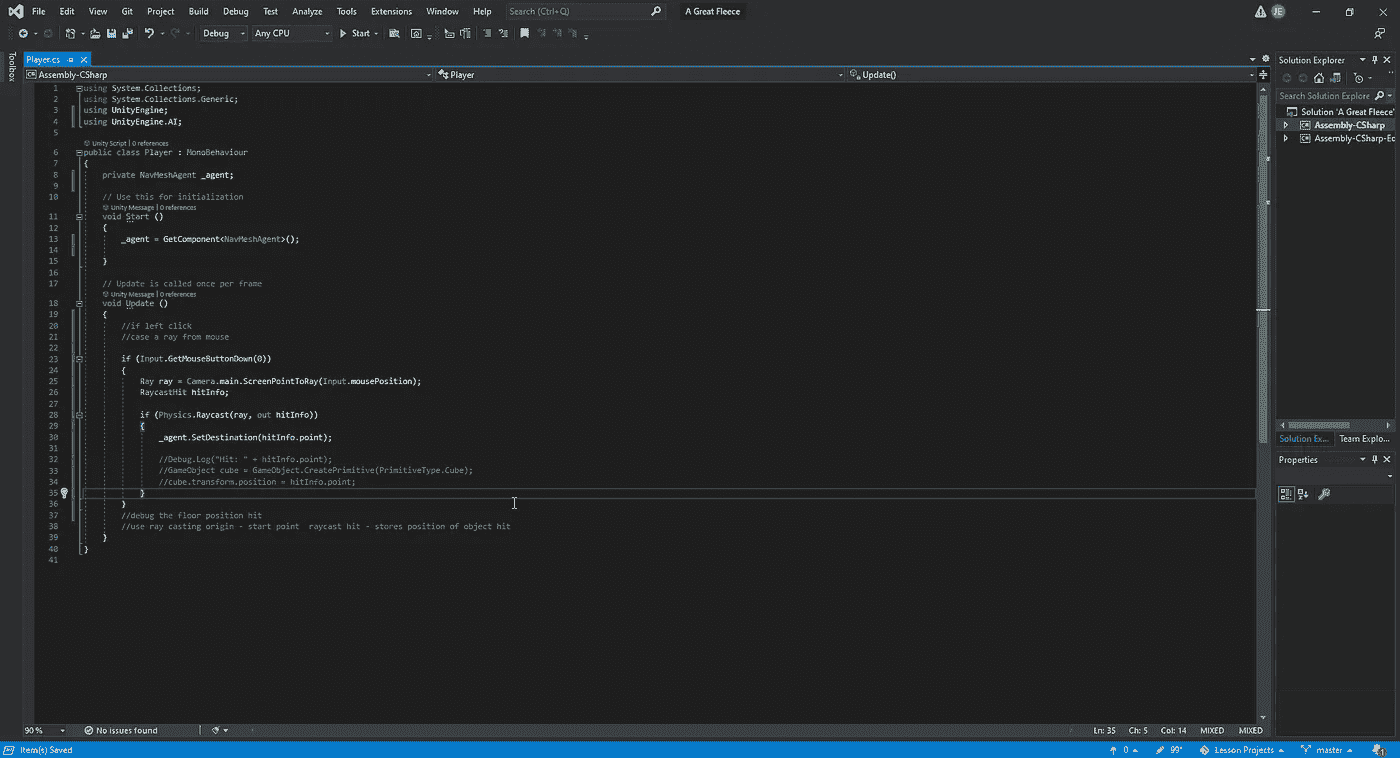 File Edit View Git Project Build Debug Test Analyze Tools Extensions Window Help Search (Ctrl+Q) A Great Fleece JE
Debug Any CPU Start
Toolbox
Player.cs
Assembly-CSharp Player Update()
1 using System.Collections;
2 using System.Collections.Generic;
3 using UnityEngine;
4 using UnityEngine.AI;
5
Unity Script | 0 references
6 public class Player : MonoBehaviour
7 {
8 private NavMeshAgent _agent;
9
10 // Use this for initialization
Unity Message | 0 references
11 void Start ()
12 {
13 _agent = GetComponent<NavMeshAgent>();
14
15 }
16
17 // Update is called once per frame
Unity Message | 0 references
18 void Update ()
19 {
20 //if left click
21 //case a ray from mouse
22
23 if (Input.GetMouseButtonDown(0))
24 {
25 Ray ray = Camera.main.ScreenPointToRay(Input.mousePosition);
26 RaycastHit hitInfo;
27
28 if (Physics.Raycast(ray, out hitInfo))
29 {
30 _agent.SetDestination(hitInfo.point);
31
32 //Debug.Log("Hit: " + hitInfo.point);
33 //GameObject cube = GameObject.CreatePrimitive(PrimitiveType.Cube);
34 //cube.transform.position = hitInfo.point;
35 }
36 }
37 //debug the floor position hit
38 //use ray casting origin - start point raycast hit - stores position of object hit
39 }
40 }
41
Solution Explorer
Search Solution Explore
Solution 'A Great Fleece'
Assembly-CSharp
Assembly-CSharp-Ec
Solution Ex... Team Explo...
Properties
90 % No issues found Ln: 35 Ch: 5 Col: 14 MIXED MIXED
Item(s) Saved 0 99+ Lesson Projects master 1